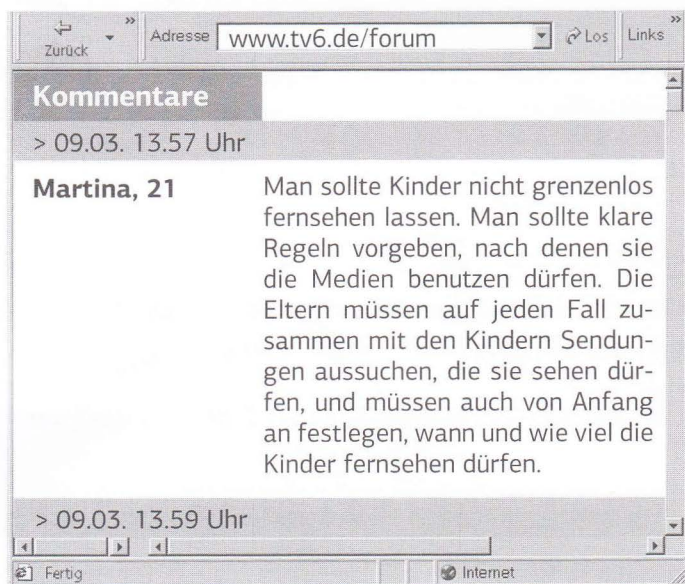 Zurück
»
Adresse www.tv6.de/forum
Los
Links »
Kommentare
> 09.03. 13.57 Uhr
Martina, 21
Man sollte Kinder nicht grenzenlos
fernsehen lassen. Man sollte klare
Regeln vorgeben, nach denen sie
die Medien benutzen dürfen. Die
Eltern müssen auf jeden Fall zu-
sammen mit den Kindern Sendun-
gen aussuchen, die sie sehen dür-
fen, und müssen auch von Anfang
an festlegen, wann und wie viel die
Kinder fernsehen dürfen.
> 09.03. 13.59 Uhr
Fertig
Internet